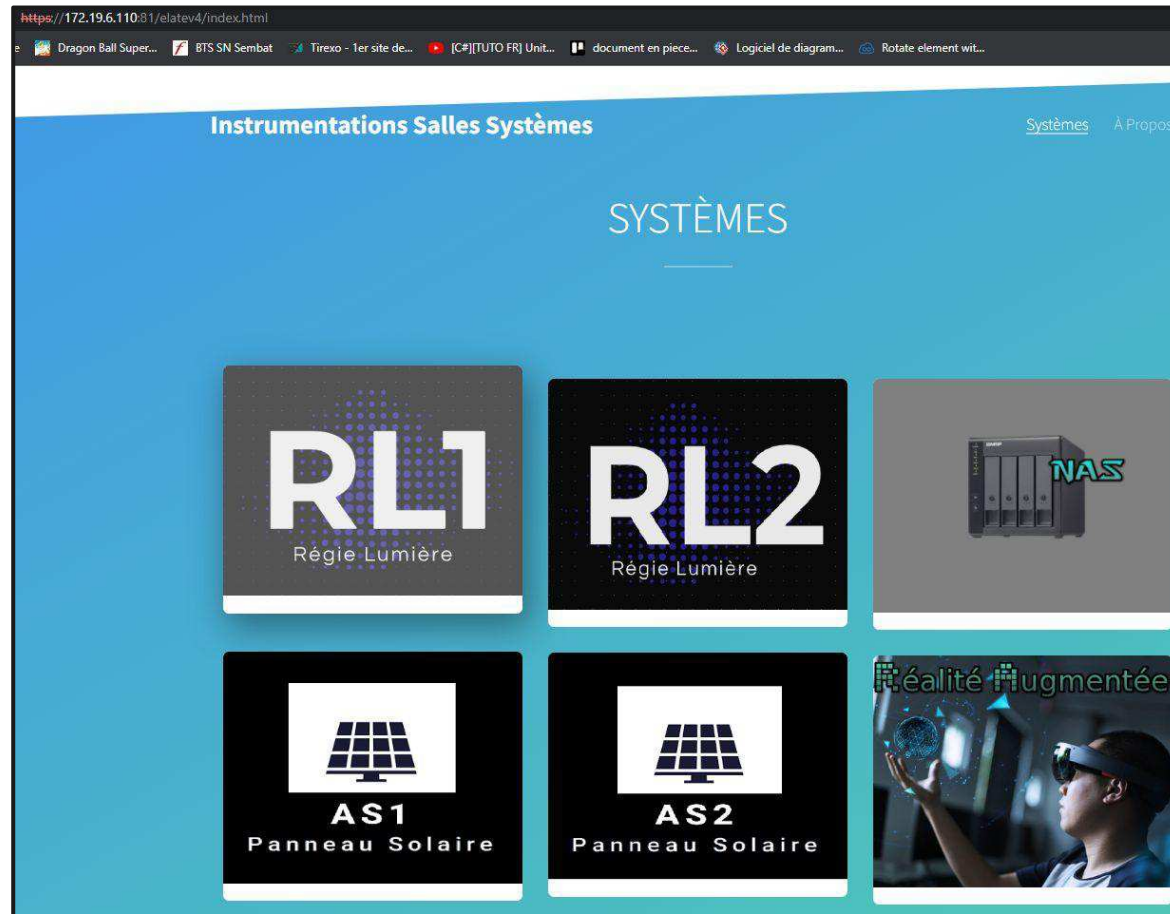 https://172.19.6.110:81/elatev4/index.html
e Dragon Ball Super... BTS SN Sembat Tirexo - 1er site de... [C#][TUTO FR] Unit... document en piece... Logiciel de diagram... Rotate element wit...
Instrumentations Salles Systèmes Systèmes À Propos
SYSTÈMES
RL1
Régie Lumière
RL2
Régie Lumière
QNAP
NAS
AS1
Panneau Solaire
AS2
Panneau Solaire
Réalité Augmentée